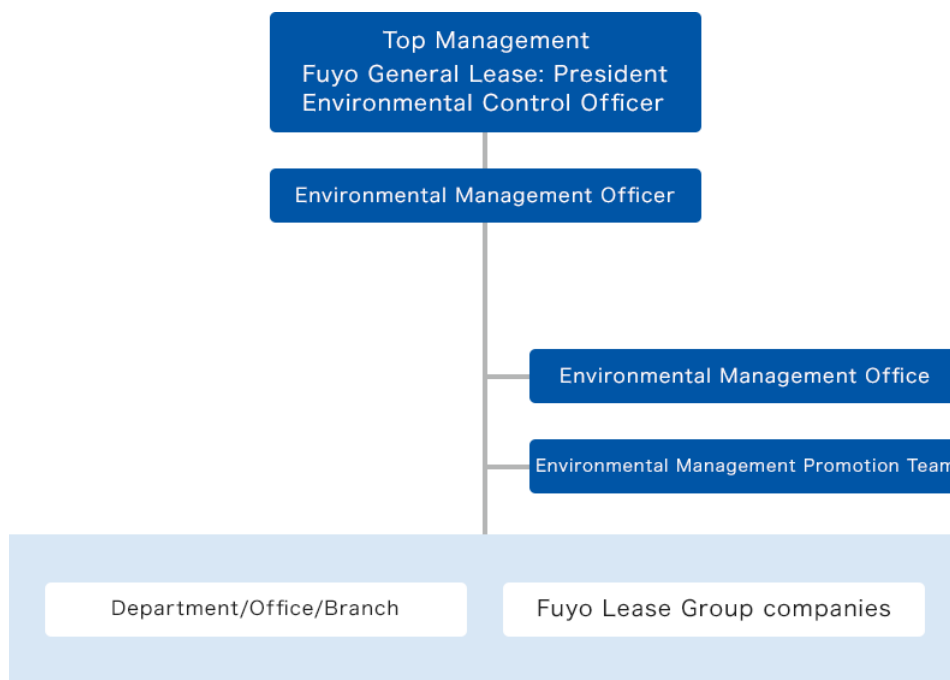 Top Management
Fuyo General Lease: President
Environmental Control Officer
Environmental Management Officer
Environmental Management Office
Environmental Management Promotion Team
Department/Office/Branch
Fuyo Lease Group companies